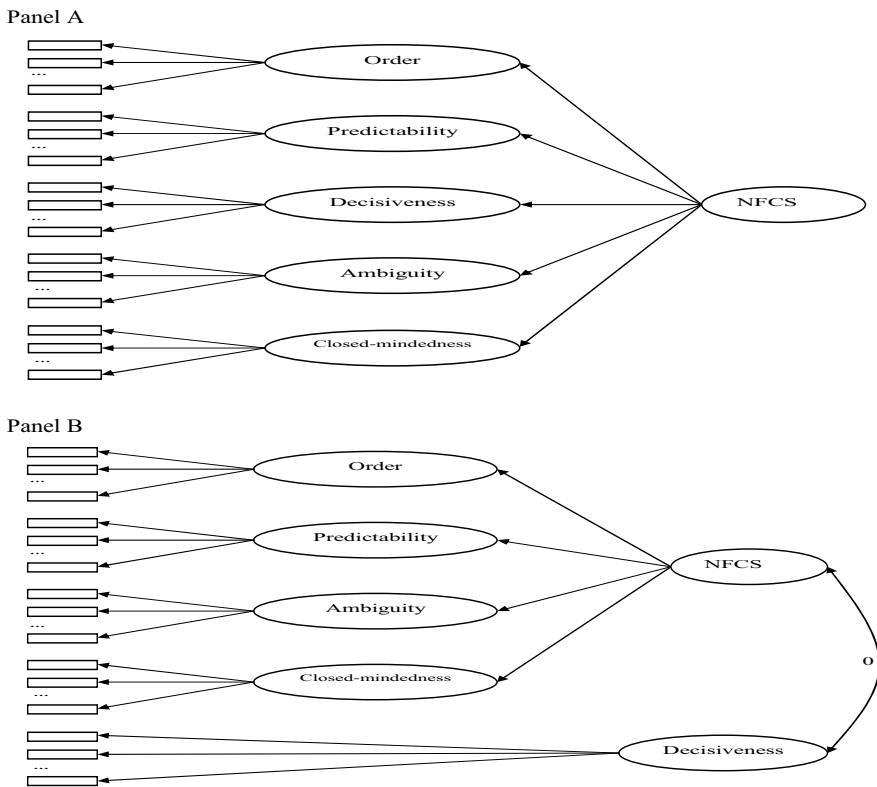 Panel A
Order
...
Predictability
...
Decisiveness
NFCS
...
Ambiguity
...
Closed-mindedness
...
Panel B
Order
...
Predictability
...
NFCS
Ambiguity
...
0
Closed-mindedness
...
Decisiveness
...